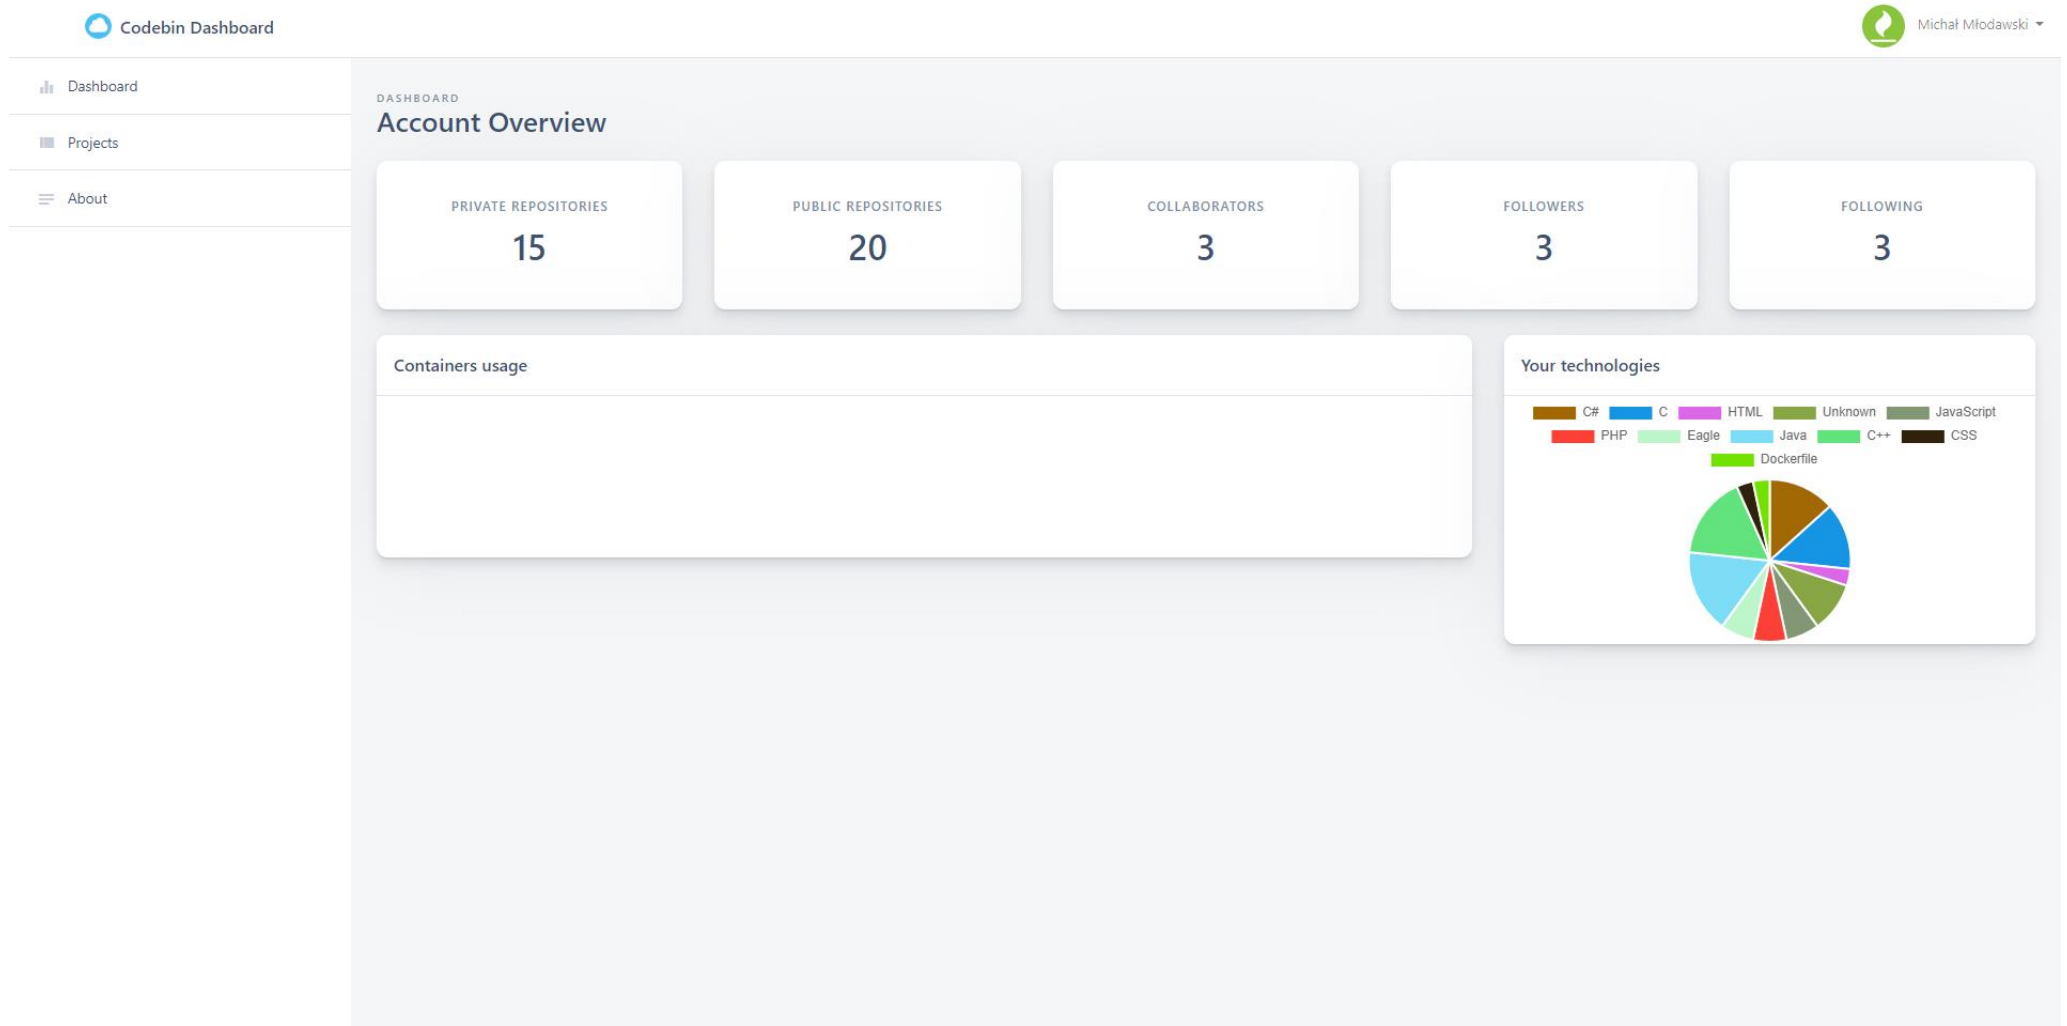 Codebin Dashboard
Michał Młodawski
Dashboard
Projects
About
DASHBOARD
Account Overview
PRIVATE REPOSITORIES
15
PUBLIC REPOSITORIES
20
COLLABORATORS
3
FOLLOWERS
3
FOLLOWING
3
Containers usage
Your technologies
C# C HTML Unknown JavaScript
PHP Eagle Java C++ CSS
Dockerfile